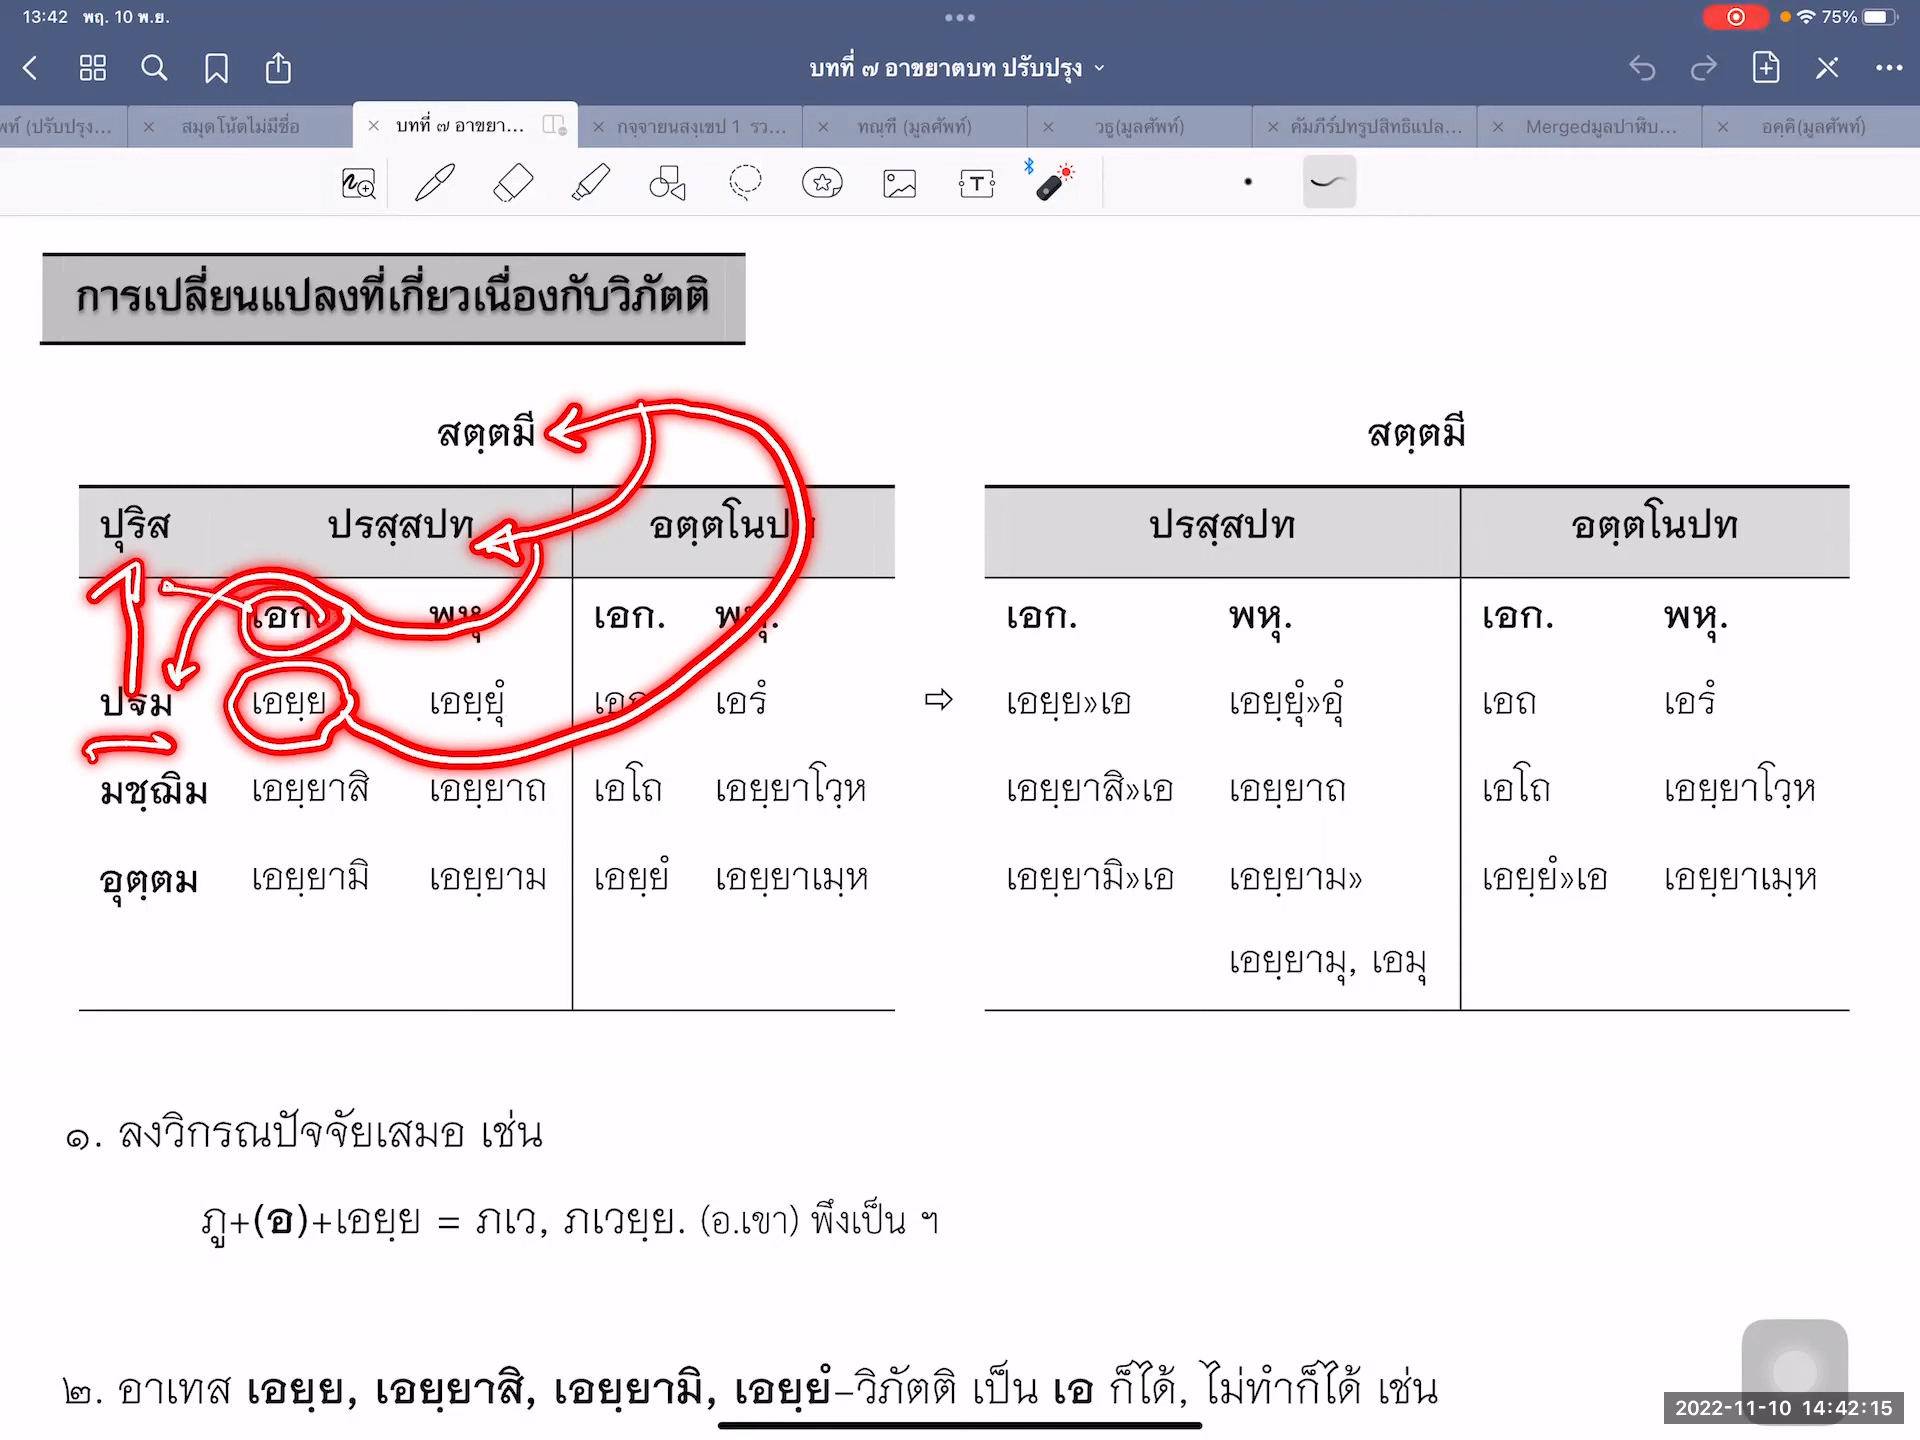 13:42 พฤ. 10 พ.ย.
75%
บทที่ ๗ อาขยาตบท ปรับปรุง
พท์ (ปรับปรุง...
สมุดโน้ตไม่มีชื่อ
บทที่ ๗ อาขยา...
กจฺจายนสงฺเขป 1 รว...
ทณฺฑี (มูลศัพท์)
วธู(มูลศัพท์)
คัมภีร์ปทรูปสิทธิแปล...
Mergedมูลปาฬิบ...
อคฺคิ(มูลศัพท์)
การเปลี่ยนแปลงที่เกี่ยวเนื่องกับวิภัตติ
สตฺตมี
ปุริส ปรสฺสปท อตฺตโนปท
เอก. พหุ. เอก. พหุ.
1
ปฐม เอยฺย เอยฺยุํ เอถ เอรํ
มชฺฌิม เอยฺยาสิ เอยฺยาถ เอโถ เอยฺยาโวฺห
อุตฺตม เอยฺยามิ เอยฺยาม เอยฺยํ เอยฺยาเมฺห
⇨
สตฺตมี
ปรสฺสปท อตฺตโนปท
เอก. พหุ. เอก. พหุ.
เอยฺย»เอ เอยฺยุํ»อุํ เอถ เอรํ
เอยฺยาสิ»เอ เอยฺยาถ เอโถ เอยฺยาโวฺห
เอยฺยามิ»เอ เอยฺยาม» เอยฺยํ»เอ เอยฺยาเมฺห
เอยฺยามุ, เอมุ
๑. ลงวิกรณปัจจัยเสมอ เช่น
ภู+(อ)+เอยฺย = ภเว, ภเวยฺย. (อ.เขา) พึงเป็น ฯ
๒. อาเทส เอยฺย, เอยฺยาสิ, เอยฺยามิ, เอยฺยํ–วิภัตติ เป็น เอ ก็ได้, ไม่ทำก็ได้ เช่น
2022-11-10 14:42:15